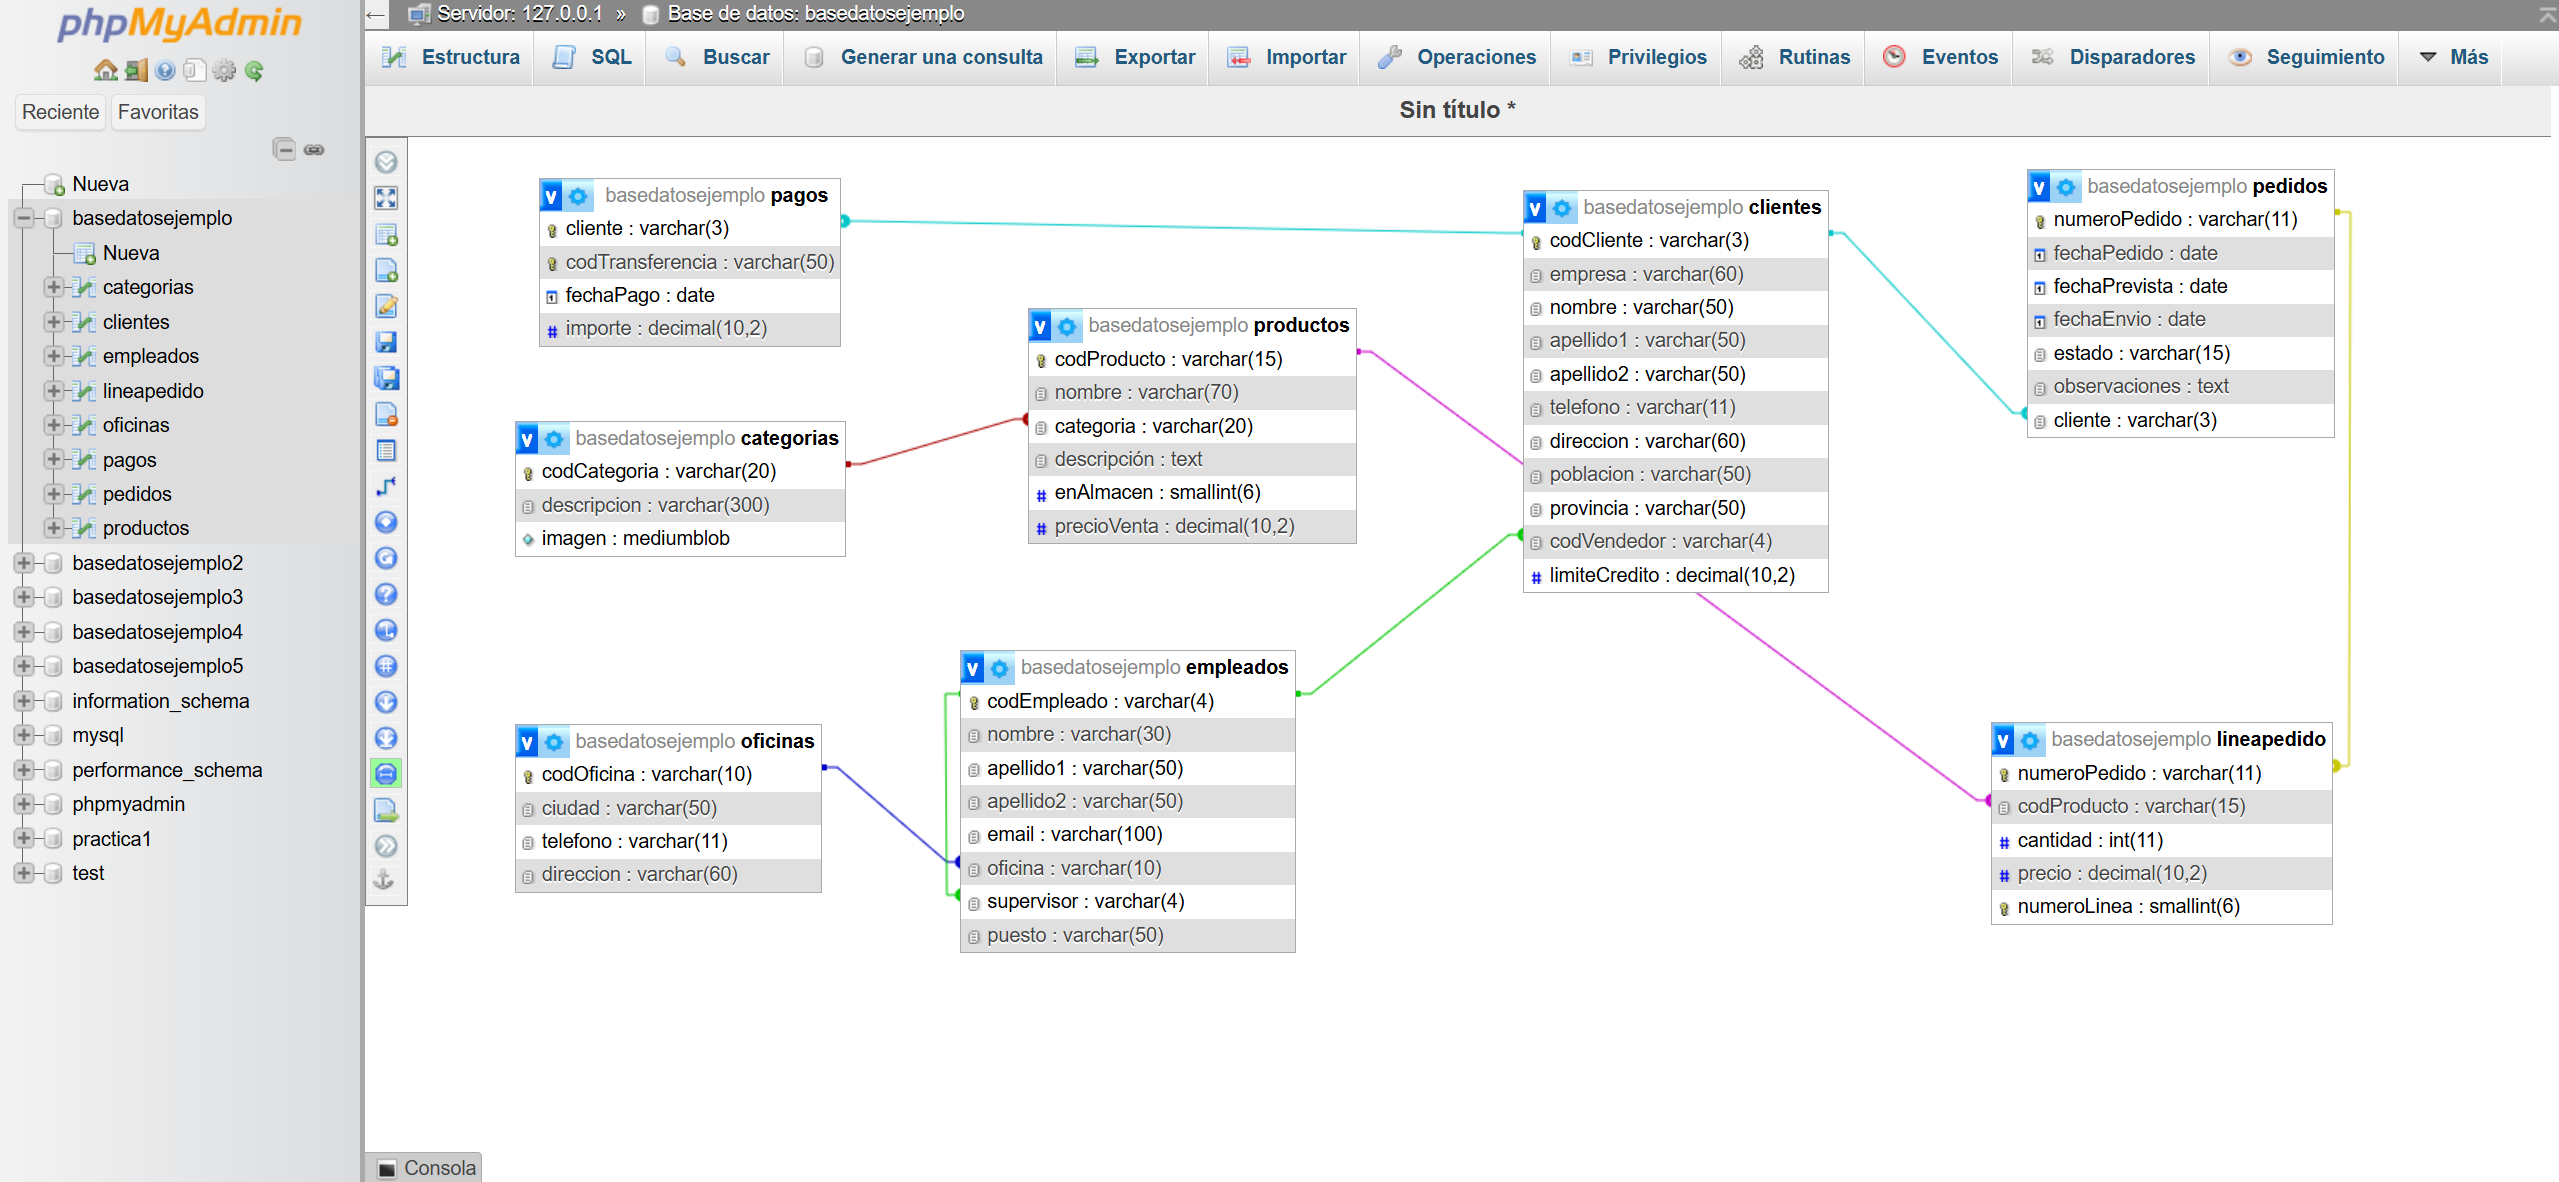 phpMyAdmin
Reciente Favoritas
Nueva
basedatosejemplo
Nueva
categorias
clientes
empleados
lineapedido
oficinas
pagos
pedidos
productos
basedatosejemplo2
basedatosejemplo3
basedatosejemplo4
basedatosejemplo5
information_schema
mysql
performance_schema
phpmyadmin
practica1
test
Servidor: 127.0.0.1 » Base de datos: basedatosejemplo
Estructura SQL Buscar Generar una consulta Exportar Importar Operaciones Privilegios Rutinas Eventos Disparadores Seguimiento Más
Sin título *
basedatosejemplo pagos
cliente : varchar(3)
codTransferencia : varchar(50)
fechaPago : date
importe : decimal(10,2)
basedatosejemplo categorias
codCategoria : varchar(20)
descripcion : varchar(300)
imagen : mediumblob
basedatosejemplo oficinas
codOficina : varchar(10)
ciudad : varchar(50)
telefono : varchar(11)
direccion : varchar(60)
basedatosejemplo productos
codProducto : varchar(15)
nombre : varchar(70)
categoria : varchar(20)
descripción : text
enAlmacen : smallint(6)
precioVenta : decimal(10,2)
basedatosejemplo empleados
codEmpleado : varchar(4)
nombre : varchar(30)
apellido1 : varchar(50)
apellido2 : varchar(50)
email : varchar(100)
oficina : varchar(10)
supervisor : varchar(4)
puesto : varchar(50)
basedatosejemplo clientes
codCliente : varchar(3)
empresa : varchar(60)
nombre : varchar(50)
apellido1 : varchar(50)
apellido2 : varchar(50)
telefono : varchar(11)
direccion : varchar(60)
poblacion : varchar(50)
provincia : varchar(50)
codVendedor : varchar(4)
limiteCredito : decimal(10,2)
basedatosejemplo pedidos
numeroPedido : varchar(11)
fechaPedido : date
fechaPrevista : date
fechaEnvio : date
estado : varchar(15)
observaciones : text
cliente : varchar(3)
basedatosejemplo lineapedido
numeroPedido : varchar(11)
codProducto : varchar(15)
cantidad : int(11)
precio : decimal(10,2)
numeroLinea : smallint(6)
Consola